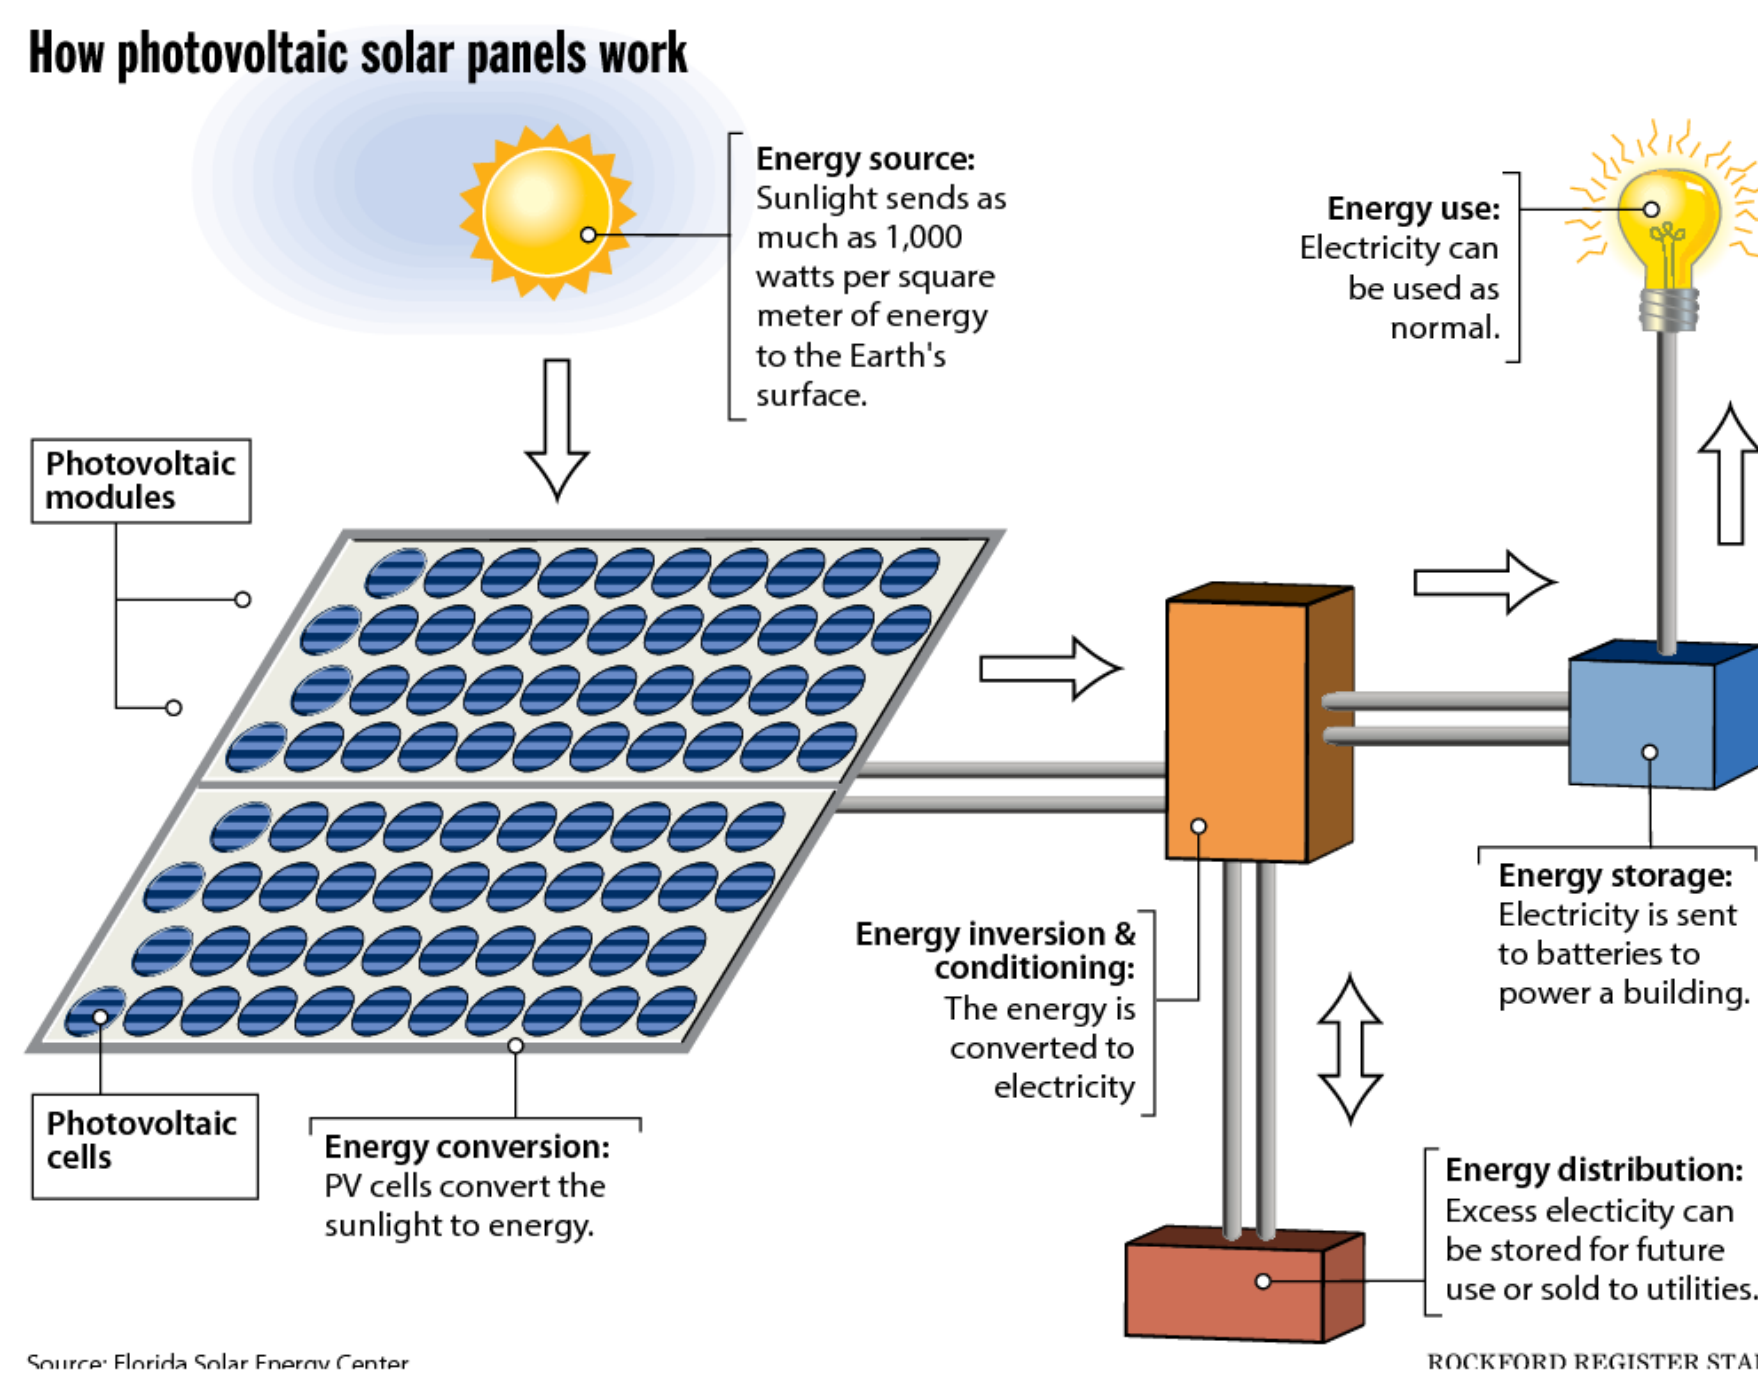 How photovoltaic solar panels work
Energy source:
Sunlight sends as
much as 1,000
watts per square
meter of energy
to the Earth's
surface.
Energy use:
Electricity can
be used as
normal.
Photovoltaic
modules
Energy storage:
Electricity is sent
to batteries to
power a building.
Energy inversion &
conditioning:
The energy is
converted to
electricity
Photovoltaic
cells
Energy conversion:
PV cells convert the
sunlight to energy.
Energy distribution:
Excess electicity can
be stored for future
use or sold to utilities.
Source: Florida Solar Energy Center
ROCKFORD REGISTER